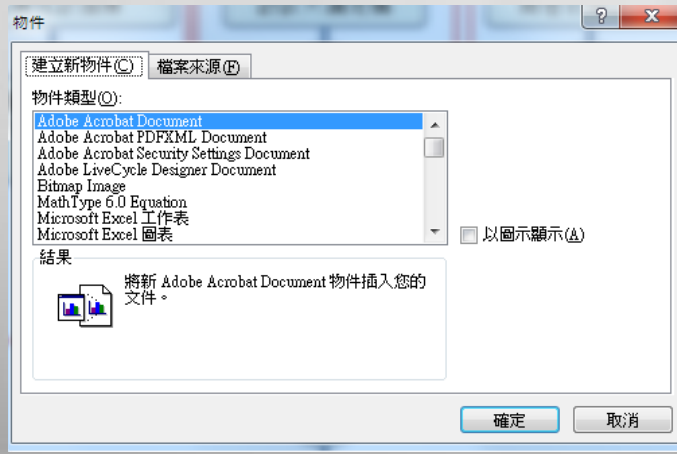 物件
建立新物件(C) 檔案來源(F)
物件類型(O):
Adobe Acrobat Document
Adobe Acrobat PDFXML Document
Adobe Acrobat Security Settings Document
Adobe LiveCycle Designer Document
Bitmap Image
MathType 6.0 Equation
Microsoft Excel 工作表
Microsoft Excel 圖表
以圖示顯示(A)
結果
將新 Adobe Acrobat Document 物件插入您的
文件。
確定 取消